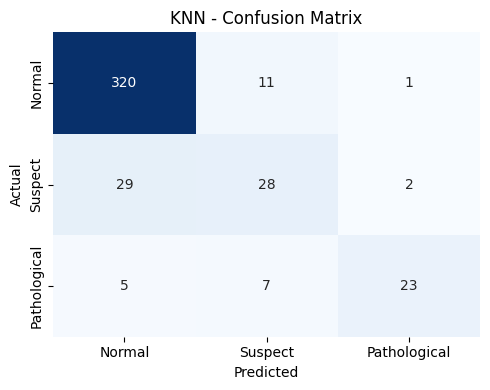 KNN - Confusion Matrix
Normal 320 11 1
Suspect 29 28 2
Pathological 5 7 23
Actual
Normal Suspect Pathological
Predicted